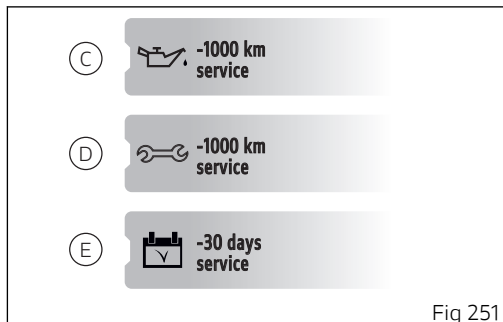 C
-1000 km
service
D
-1000 km
service
E
-30 days
service
Fig 251